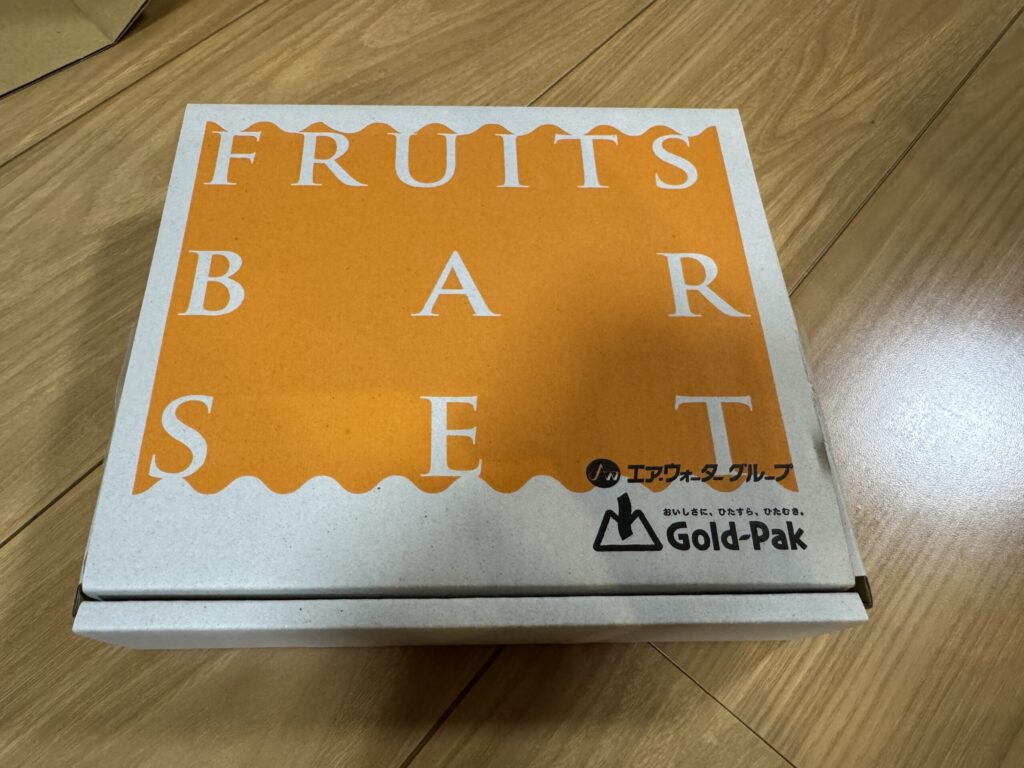 FRUITS
BAR
SET
エア・ウォーターグループ
おいしさに、ひたすら、ひたむき。
Gold-Pak